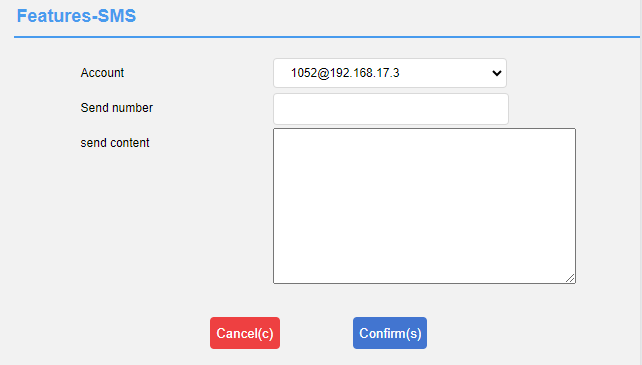 Features-SMS
Account 1052@192.168.17.3
Send number
send content
Cancel(c) Confirm(s)